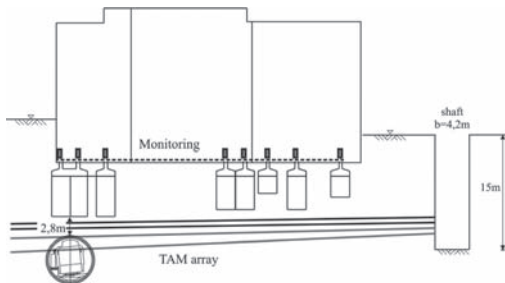 shaft
b=4,2m
Monitoring
15m
2,8m
TAM array